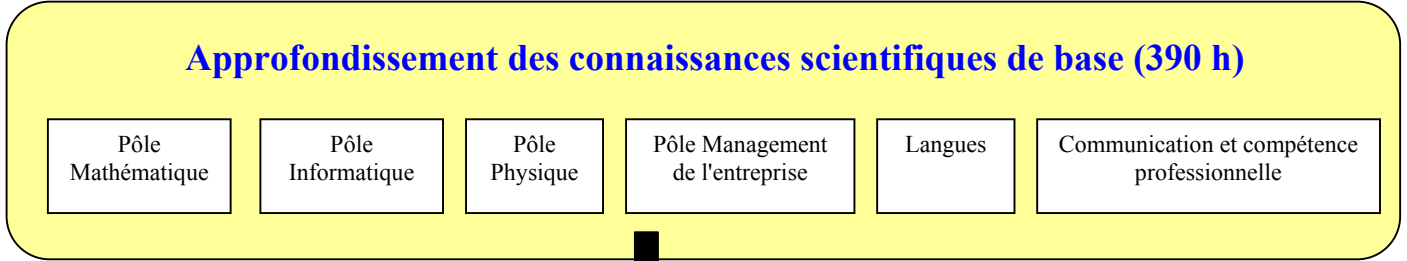 Approfondissement des connaissances scientifiques de base (390 h)
Pôle
Mathématique
Pôle
Informatique
Pôle
Physique
Pôle Management
de l'entreprise
Langues
Communication et compétence
professionnelle